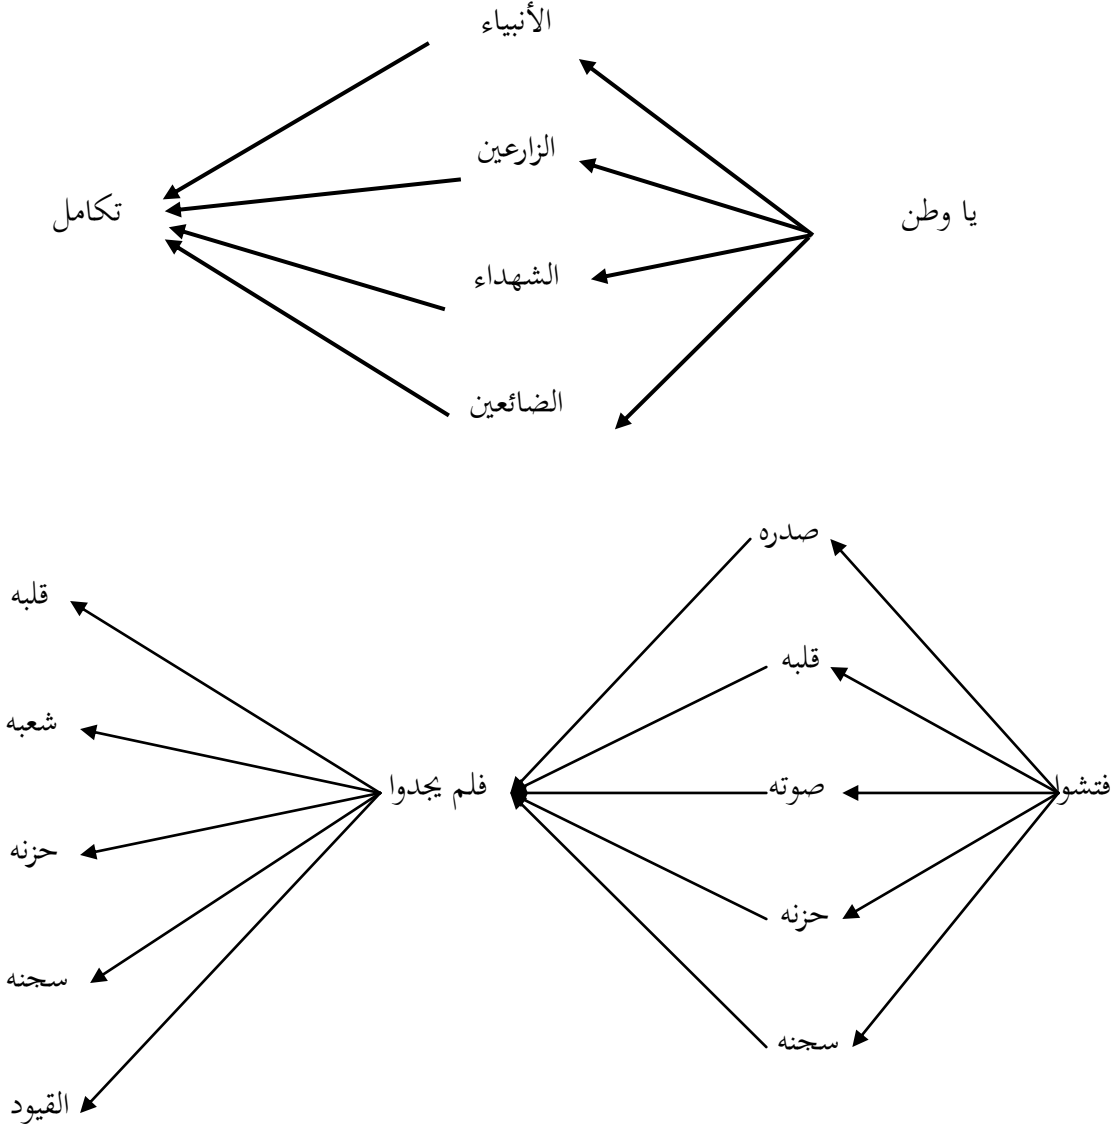 الأنبياء
الزارعين
يا وطن
تكامل
الشهداء
الضائعين
صدره
قلبه
قلبه
شعبه
فتشوا
صوته
فلم يجدوا
حزنه
حزنه
سجنه
سجنه
القيود